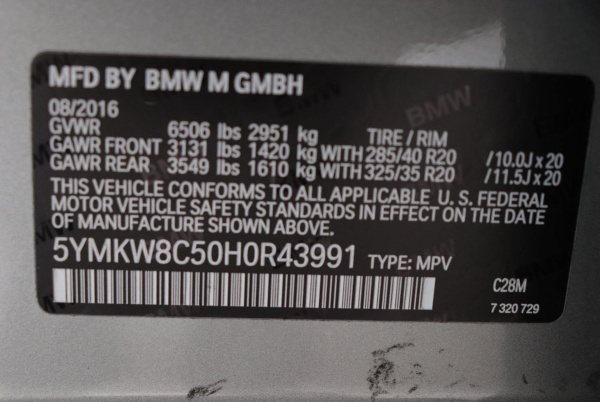 MFD BY BMW M GMBH
08/2016
GVWR 6506 lbs 2951 kg TIRE / RIM
GAWR FRONT 3131 lbs 1420 kg WITH 285/40 R20 /10.0J x 20
GAWR REAR 3549 lbs 1610 kg WITH 325/35 R20 /11.5J x 20
THIS VEHICLE CONFORMS TO ALL APPLICABLE U. S. FEDERAL
MOTOR VEHICLE SAFETY STANDARDS IN EFFECT ON THE DATE
OF MANUFACTURE SHOWN ABOVE.
5YMKW8C50H0R43991 TYPE: MPV
C28M
7 320 729
BMW